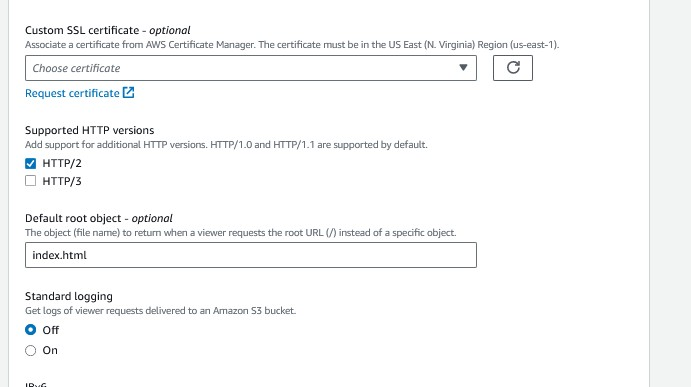 Custom SSL certificate - optional
Associate a certificate from AWS Certificate Manager. The certificate must be in the US East (N. Virginia) Region (us-east-1).
Choose certificate
Request certificate
Supported HTTP versions
Add support for additional HTTP versions. HTTP/1.0 and HTTP/1.1 are supported by default.
HTTP/2
HTTP/3
Default root object - optional
The object (file name) to return when a viewer requests the root URL (/) instead of a specific object.
index.html
Standard logging
Get logs of viewer requests delivered to an Amazon S3 bucket.
Off
On
IPv6